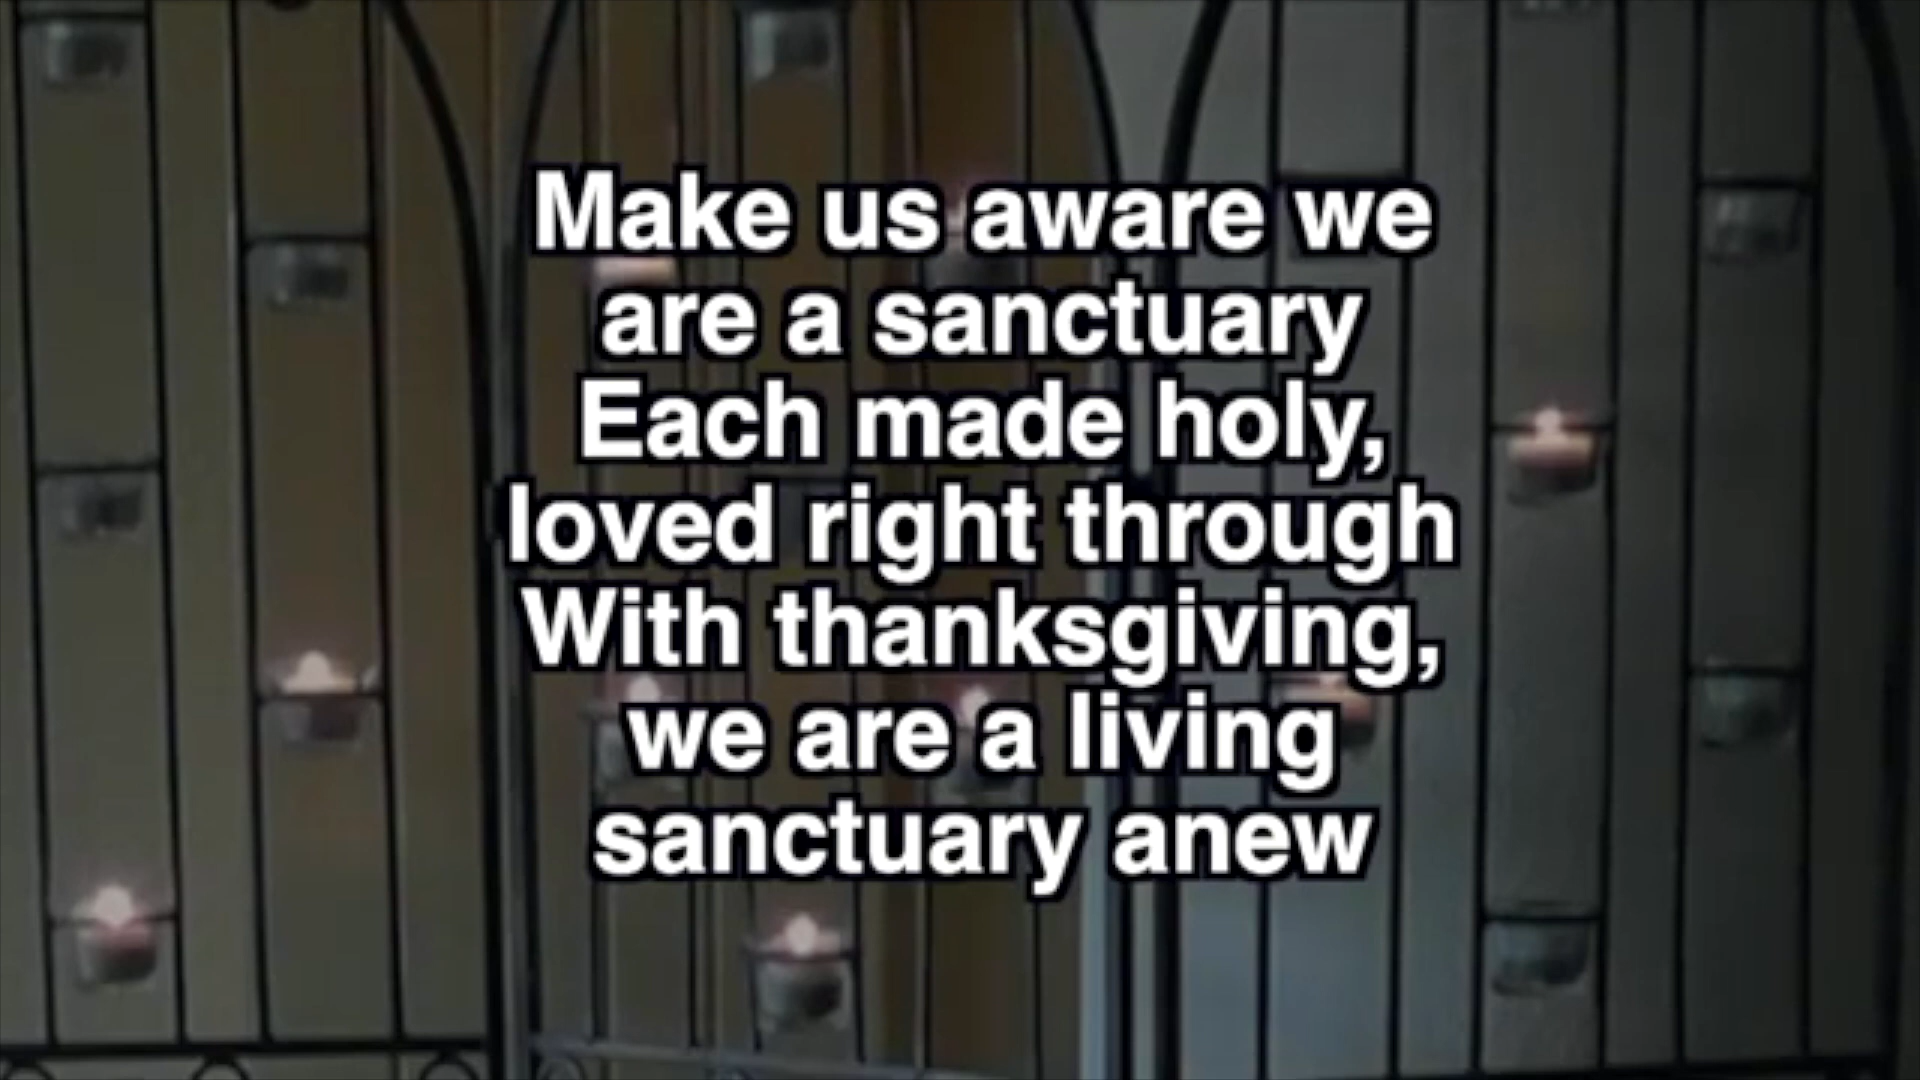 Make us aware we
are a sanctuary
Each made holy,
loved right through
With thanksgiving,
we are a living
sanctuary anew